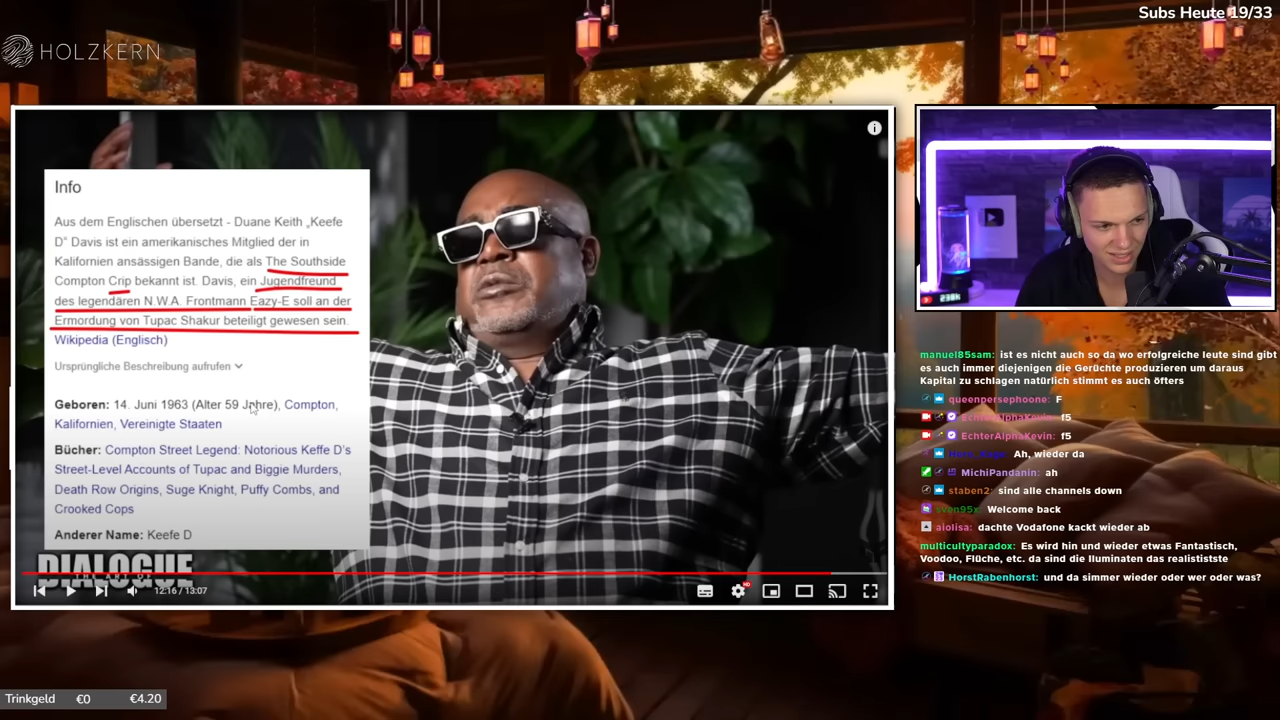 Subs Heute 19/33
HOLZKERN
Info
Aus dem Englischen übersetzt - Duane Keith „Keefe
D" Davis ist ein amerikanisches Mitglied der in
Kalifornien ansässigen Bande, die als The Southside
Compton Crip bekannt ist. Davis, ein Jugendfreund
des legendären N.W.A. Frontmann Eazy-E soll an der
Ermordung von Tupac Shakur beteiligt gewesen sein.
Wikipedia (Englisch)
Ursprüngliche Beschreibung aufrufen
Geboren: 14. Juni 1963 (Alter 59 Jahre), Compton,
Kalifornien, Vereinigte Staaten
Bücher: Compton Street Legend: Notorious Keffe D's
Street-Level Accounts of Tupac and Biggie Murders,
Death Row Origins, Suge Knight, Puffy Combs, and
Crooked Cops
Anderer Name: Keefe D
THE ART OF
DIALOGUE
12:16 / 13:07
HD
238K
manuel85sam: ist es nicht auch so da wo erfolgreiche leute sind gibt
es auch immer diejenigen die Gerüchte produzieren um daraus
Kapital zu schlagen natürlich stimmt es auch öfters
queenpersephoone: F
EchterAlphaKevin: f5
EchterAlphaKevin: f5
Ah, wieder da
MichiPandanin: ah
staben2: sind alle channels down
sven95x: Welcome back
aiolisa: dachte Vodafone kackt wieder ab
multicultyparadox: Es wird hin und wieder etwas Fantastisch,
Voodoo, Flüche, etc. da sind die Iluminaten das realististste
HorstRabenhorst: und da simmer wieder oder wer oder was?
Trinkgeld €0 €4.20